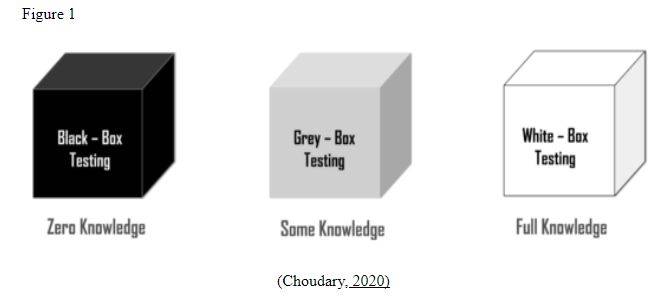 Figure 1
Black – Box
Testing
Grey – Box
Testing
White – Box
Testing
Zero Knowledge
Some Knowledge
Full Knowledge
(Choudary, 2020)